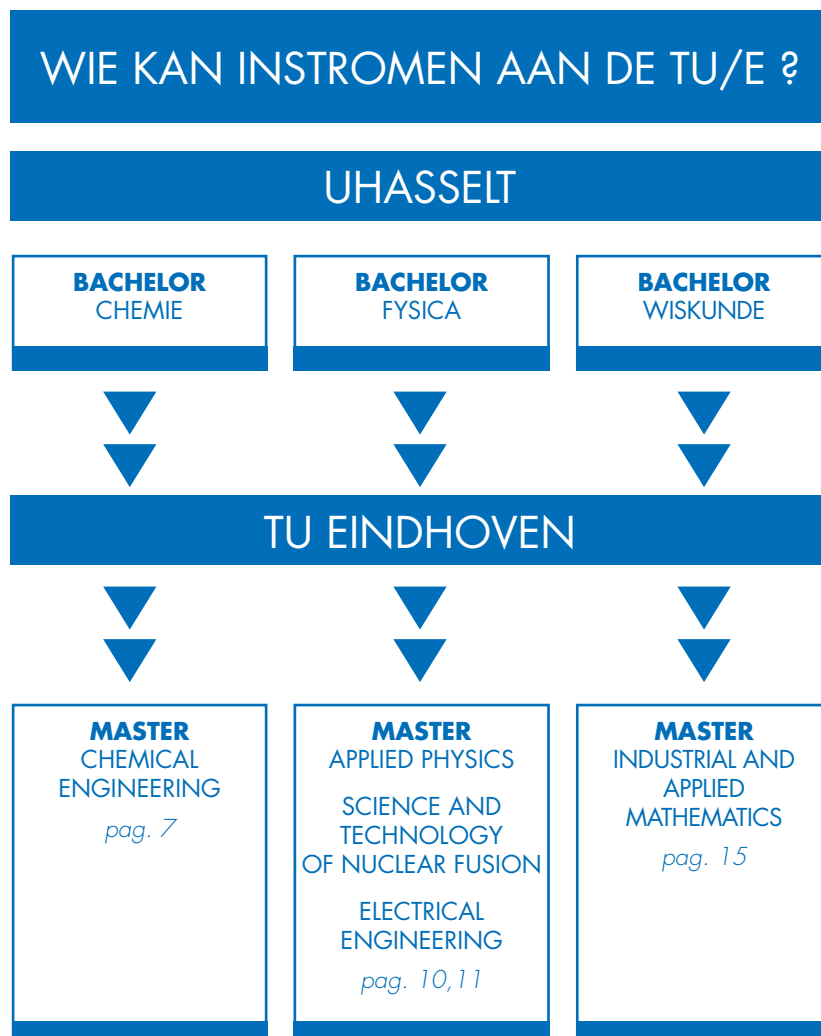 WIE KAN INSTROMEN AAN DE TU/E ?
UHASSELT
BACHELOR
CHEMIE
BACHELOR
FYSICA
BACHELOR
WISKUNDE
TU EINDHOVEN
MASTER
CHEMICAL
ENGINEERING
pag. 7
MASTER
APPLIED PHYSICS
SCIENCE AND
TECHNOLOGY
OF NUCLEAR FUSION
ELECTRICAL
ENGINEERING
pag. 10,11
MASTER
INDUSTRIAL AND
APPLIED
MATHEMATICS
pag. 15